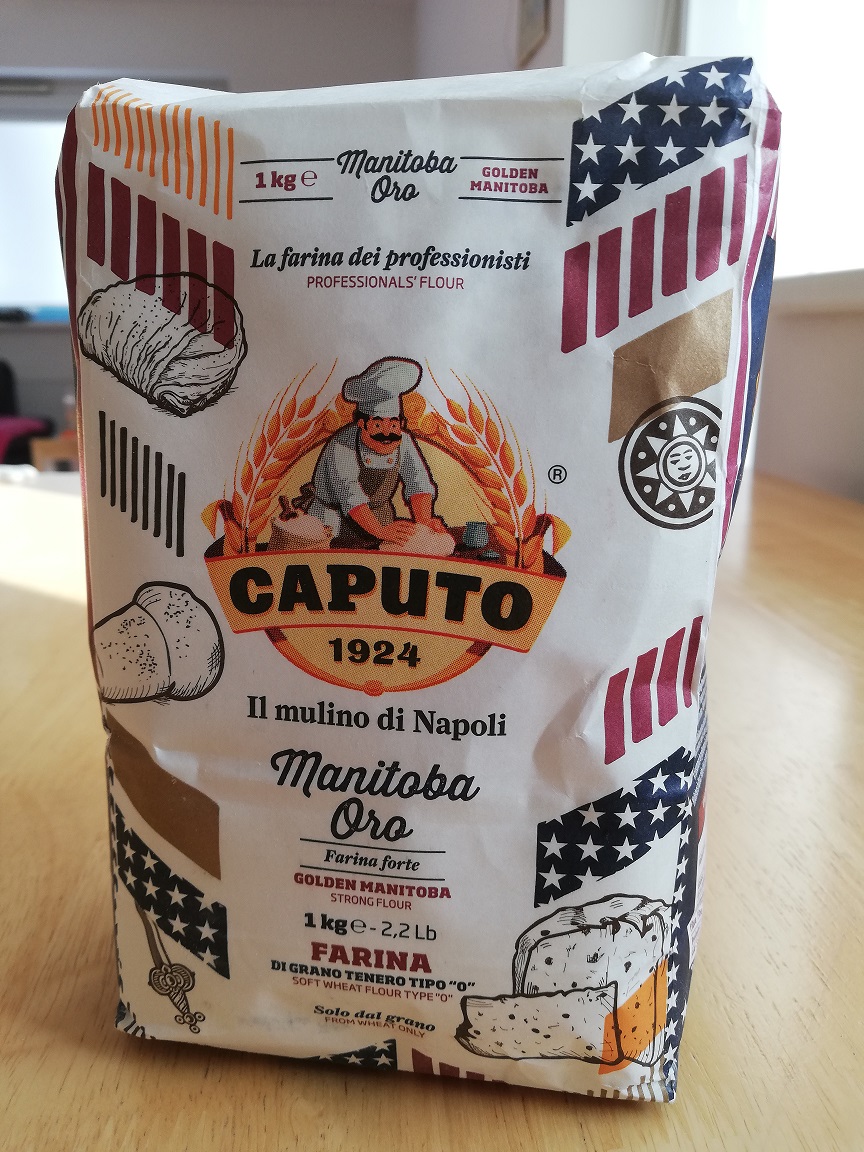 1 kg ℮
Manitoba
Oro
GOLDEN
MANITOBA
La farina dei professionisti
PROFESSIONALS' FLOUR
®
CAPUTO
1924
Il mulino di Napoli
Manitoba
Oro
Farina forte
GOLDEN MANITOBA
STRONG FLOUR
1 kg ℮ - 2,2 Lb
FARINA
DI GRANO TENERO TIPO "0"
SOFT WHEAT FLOUR TYPE "0"
Solo dal grano
FROM WHEAT ONLY